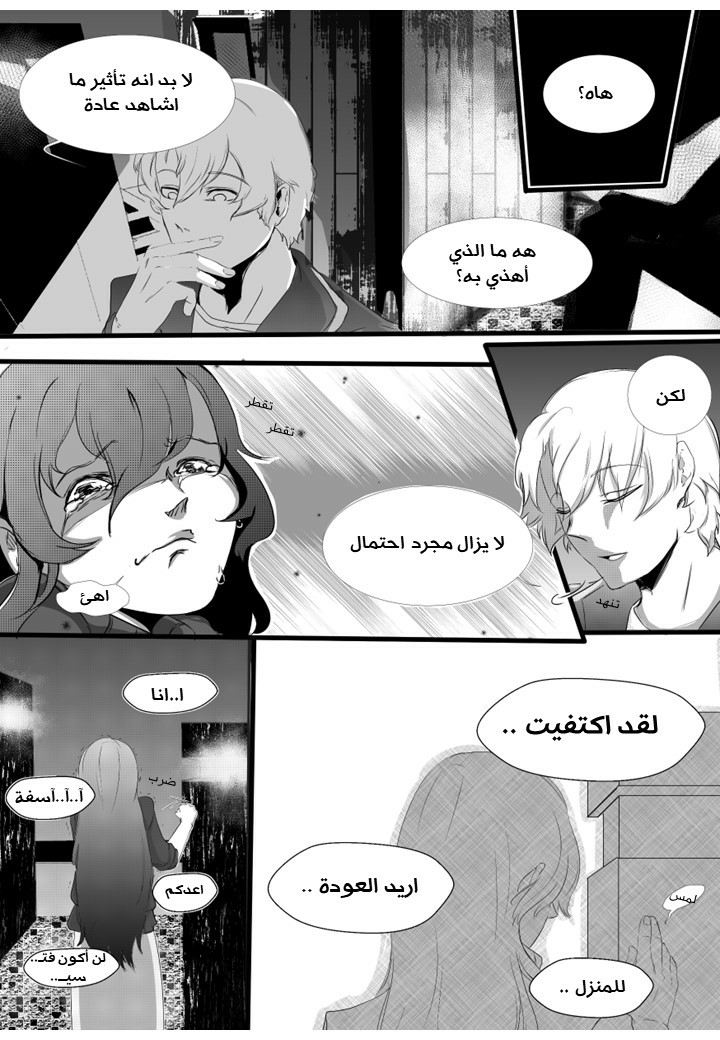 هاه؟
لا بد انه تأثير ما
اشاهد عادة
هه ما الذي
أهذي به؟
لكن
تنهد
لا يزال مجرد احتمال
تقطر
تقطر
اهئ
لقد اكتفيت ..
اريد العودة ..
لمس
للمنزل ..
ا..انا
ضرب
آ..آ..آسفة
اعدكم
لن أكون فتـ..
سيـ..